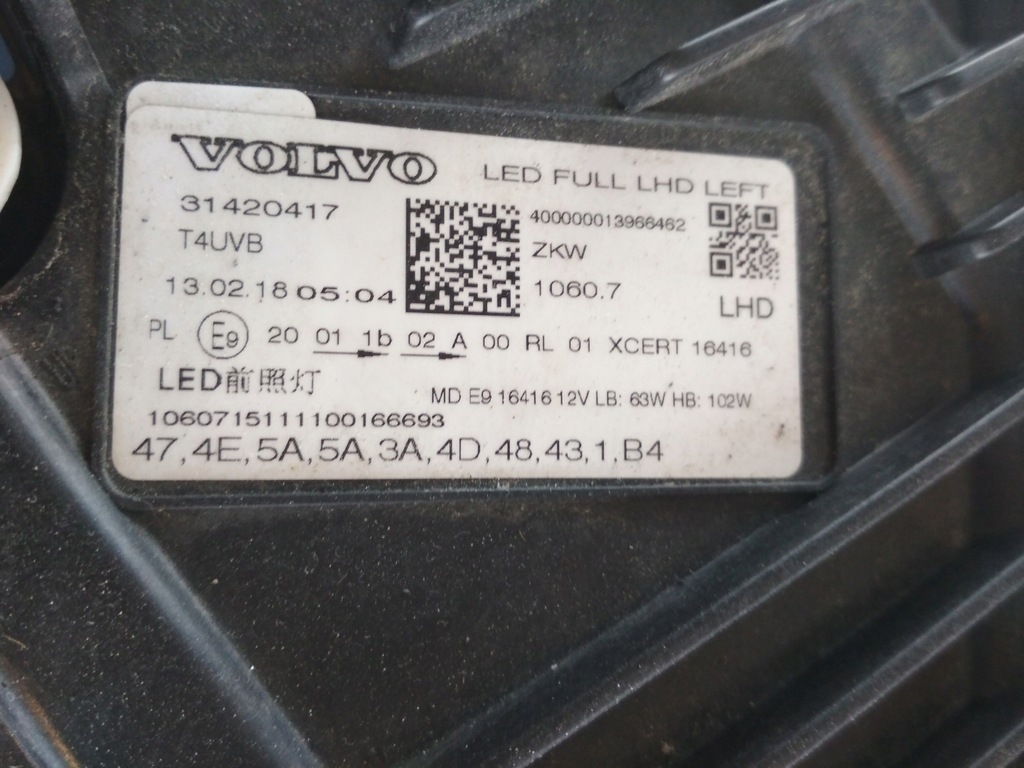 VOLVO LED FULL LHD LEFT
31420417 400000013966462
T4UVB ZKW
13.02.18 05:04 1060.7 LHD
PL E9 20 01 1b 02 A 00 RL 01 XCERT 16416
LED前照灯 MD E9 16416 12V LB: 63W HB: 102W
1060715111100166693
47,4E,5A,5A,3A,4D,48,43,1,B4